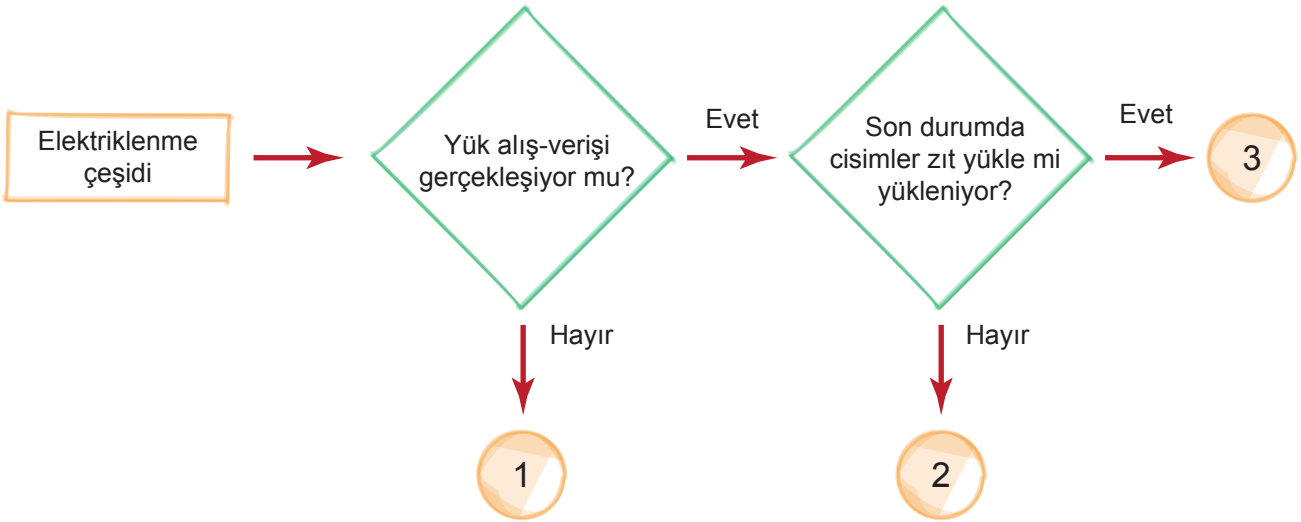 Elektriklenme
çeşidi
Yük alış-verişi
gerçekleşiyor mu?
Evet
Son durumda
cisimler zıt yükle mi
yükleniyor?
Evet
3
Hayır
Hayır
1
2